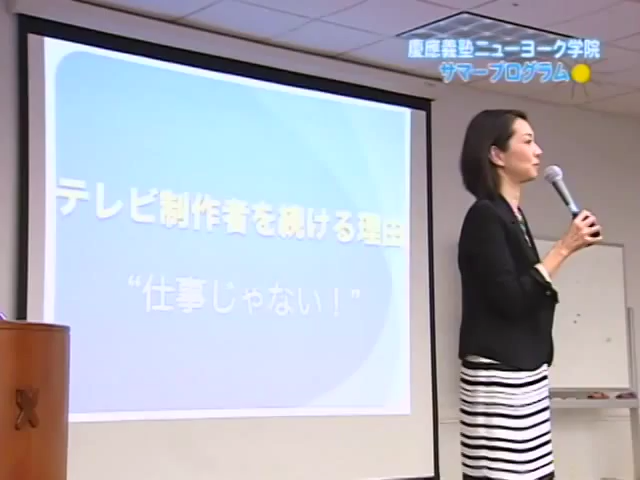 慶應義塾ニューヨーク学院
サマープログラム
テレビ制作者を続ける理由
“仕事じゃない！”